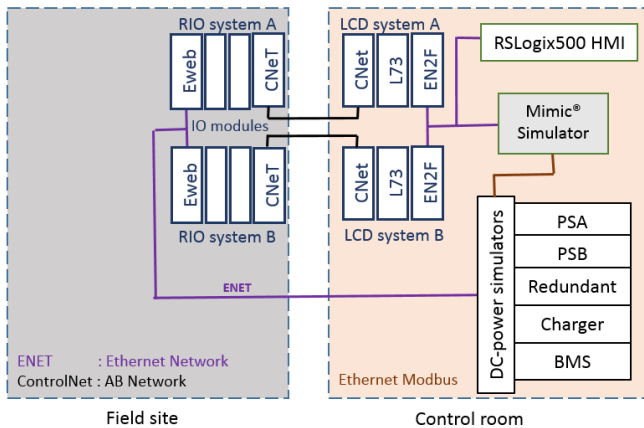 RIO system A
LCD system A
Eweb
CNeT
CNet
L73
EN2F
RSLogix500 HMI
IO modules
Mimic®
Simulator
Eweb
CNeT
CNet
L73
EN2F
RIO system B
LCD system B
DC-power simulators
PSA
PSB
Redundant
Charger
BMS
ENET
ENET : Ethernet Network
ControlNet : AB Network
Ethernet Modbus
Field site
Control room